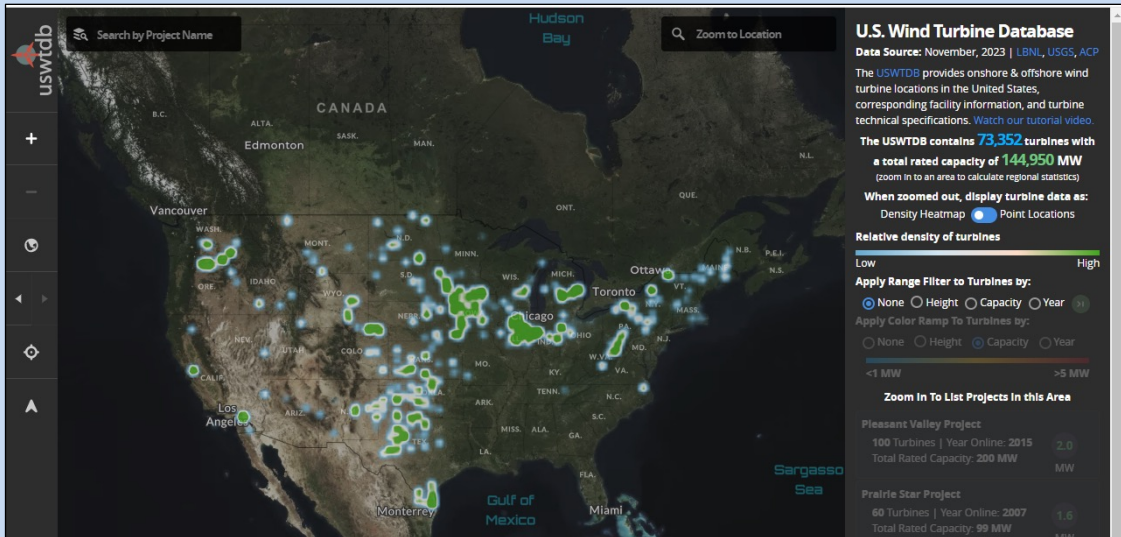 uswtdb
Search by Project Name
Zoom to Location
Hudson
Bay
CANADA
B.C.
ALTA.
SASK.
MAN.
Edmonton
N.L.
QUE.
ONT.
Vancouver
WASH.
MONT.
N.D.
MINN.
Ottawa
N.B.
P.E.I.
MAINE
N.S.
ORE.
IDAHO
S.D.
WIS.
MICH.
VT.
Toronto
N.Y.
MASS.
WYO.
NEBR.
Chicago
NEV.
UTAH
COLO
IND.
OHIO
PA.
N.J.
MO.
W.VA.
MO.
CALIF.
KY.
VA.
TENN.
N.C.
Los
Angeles
ARIZ.
ARK.
S.C.
MISS.
ALA.
GA.
TEX.
LA.
FLA.
Sargasso
Sea
Gulf of
Mexico
Monterrey
Miami
U.S. Wind Turbine Database
Data Source: November, 2023 | LBNL, USGS, ACP
The USWTDB provides onshore & offshore wind
turbine locations in the United States,
corresponding facility information, and turbine
technical specifications. Watch our tutorial video.
The USWTDB contains 73,352 turbines with
a total rated capacity of 144,950 MW
(zoom in to an area to calculate regional statistics)
When zoomed out, display turbine data as:
Density Heatmap Point Locations
Relative density of turbines
Low High
Apply Range Filter to Turbines by:
None Height Capacity Year
Apply Color Ramp To Turbines by:
None Height Capacity Year
<1 MW >5 MW
Zoom In To List Projects in this Area
Pleasant Valley Project
100 Turbines | Year Online: 2015
Total Rated Capacity: 200 MW
2.0
MW
Prairie Star Project
60 Turbines | Year Online: 2007
Total Rated Capacity: 99 MW
1.6
MW